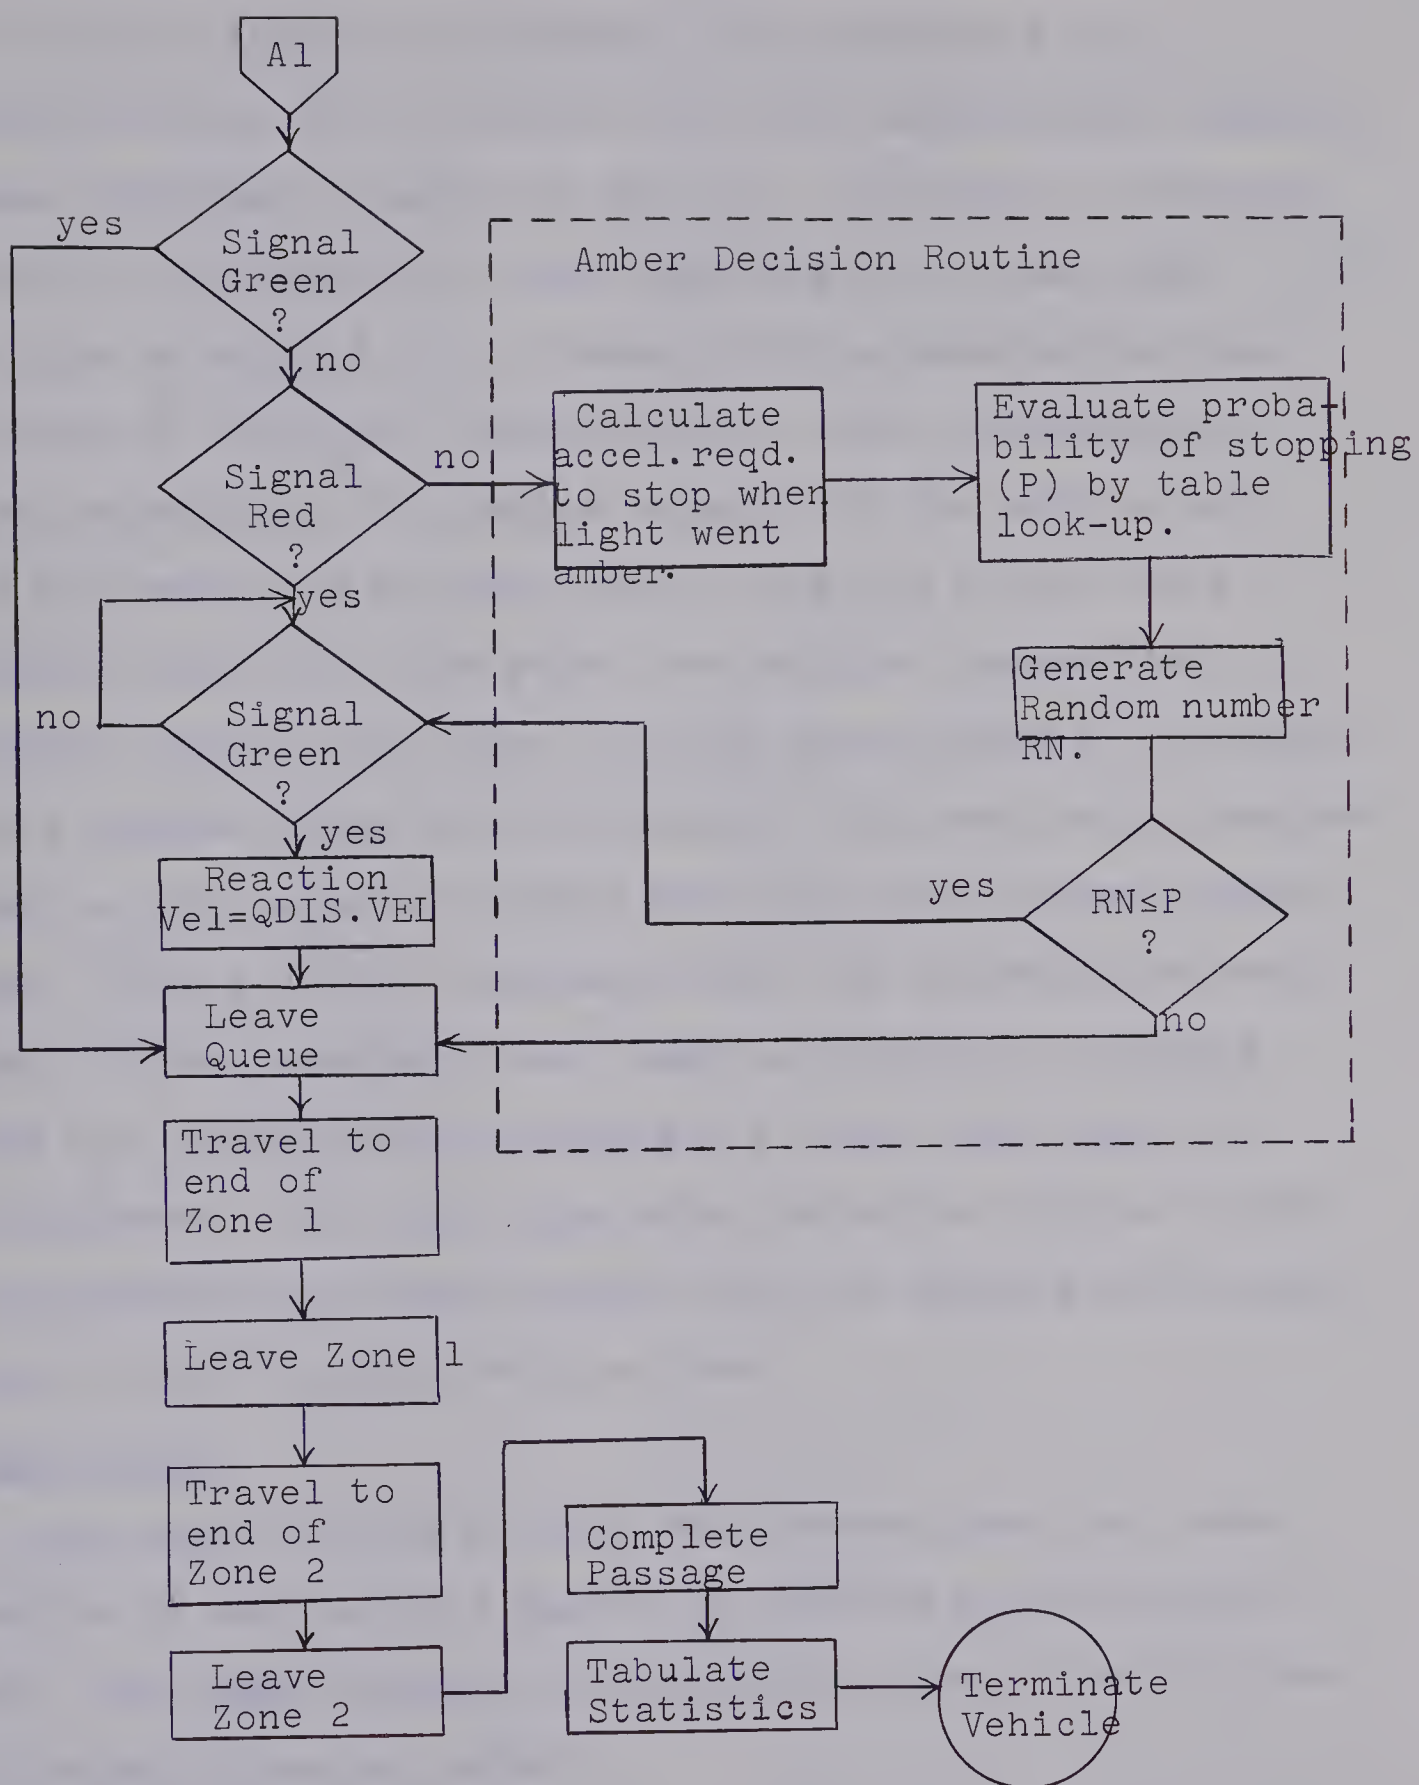 A1
yes
Signal
Green
?
no
Amber Decision Routine
Signal
Red
?
no
Calculate
accel.reqd.
to stop when
light went
amber.
Evaluate proba-
bility of stopping
(P) by table
look-up.
yes
Generate
Random number
RN.
no
Signal
Green
?
yes
Reaction
Vel=QDIS.VEL
yes
RN≤P
?
no
Leave
Queue
Travel to
end of
Zone 1
Leave Zone 1
Travel to
end of
Zone 2
Leave
Zone 2
Complete
Passage
Tabulate
Statistics
Terminate
Vehicle